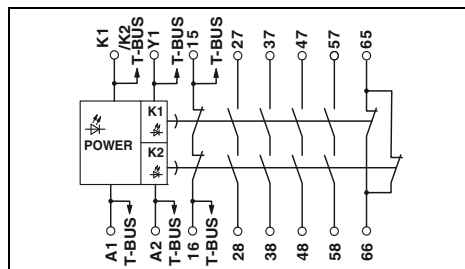 K1
/K2
T-BUS
Y1
T-BUS
15
T-BUS
27
37
47
57
65
POWER
K1
K2
A1
T-BUS
A2
T-BUS
16
T-BUS
28
38
48
58
66